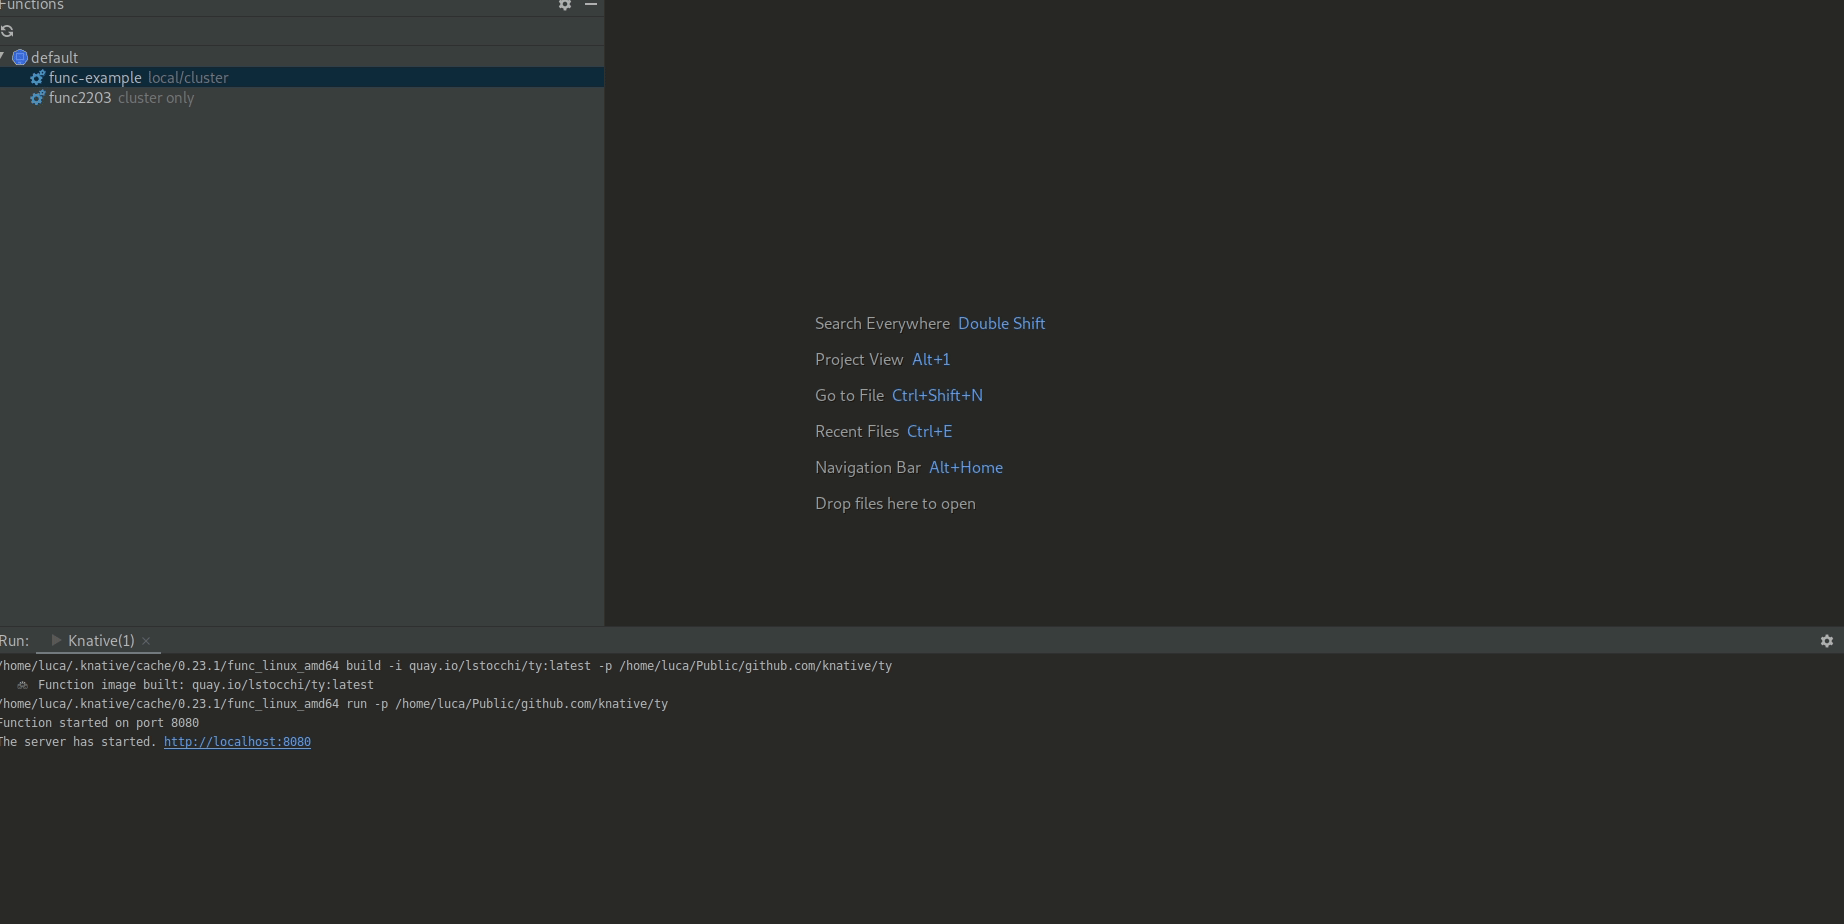 Functions
default
func-example local/cluster
func2203 cluster only
Search Everywhere Double Shift
Project View Alt+1
Go to File Ctrl+Shift+N
Recent Files Ctrl+E
Navigation Bar Alt+Home
Drop files here to open
Run: Knative(1)
/home/luca/.knative/cache/0.23.1/func_linux_amd64 build -i quay.io/lstocchi/ty:latest -p /home/luca/Public/github.com/knative/ty
Function image built: quay.io/lstocchi/ty:latest
/home/luca/.knative/cache/0.23.1/func_linux_amd64 run -p /home/luca/Public/github.com/knative/ty
Function started on port 8080
The server has started. http://localhost:8080